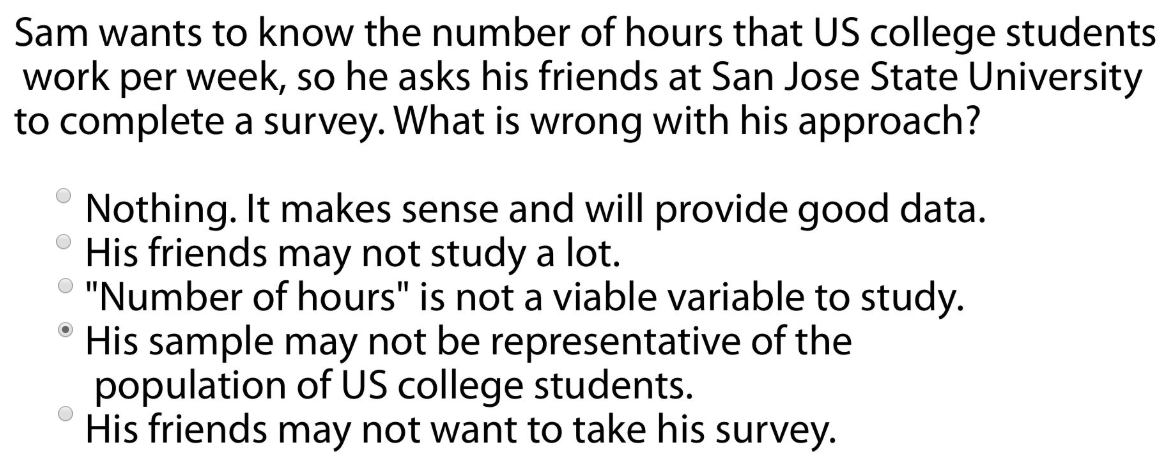 Sam wants to know the number of hours that US college students
work per week, so he asks his friends at San Jose State University
to complete a survey. What is wrong with his approach?
Nothing. It makes sense and will provide good data.
His friends may not study a lot.
"Number of hours" is not a viable variable to study.
His sample may not be representative of the
population of US college students.
His friends may not want to take his survey.